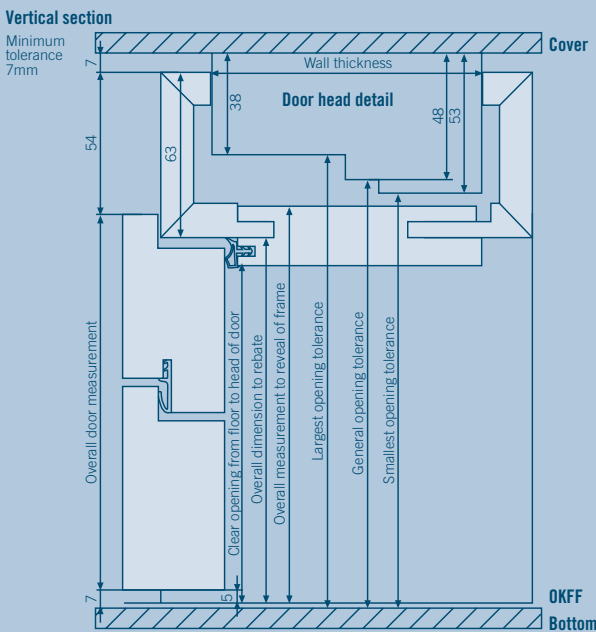 Vertical section
Minimum
tolerance
7mm
Cover
7
Wall thickness
38
Door head detail
48
53
54
63
Overall door measurement
Clear opening from floor to head of door
Overall dimension to rebate
Overall measurement to reveal of frame
Largest opening tolerance
General opening tolerance
Smallest opening tolerance
7
5
OKFF
Bottom